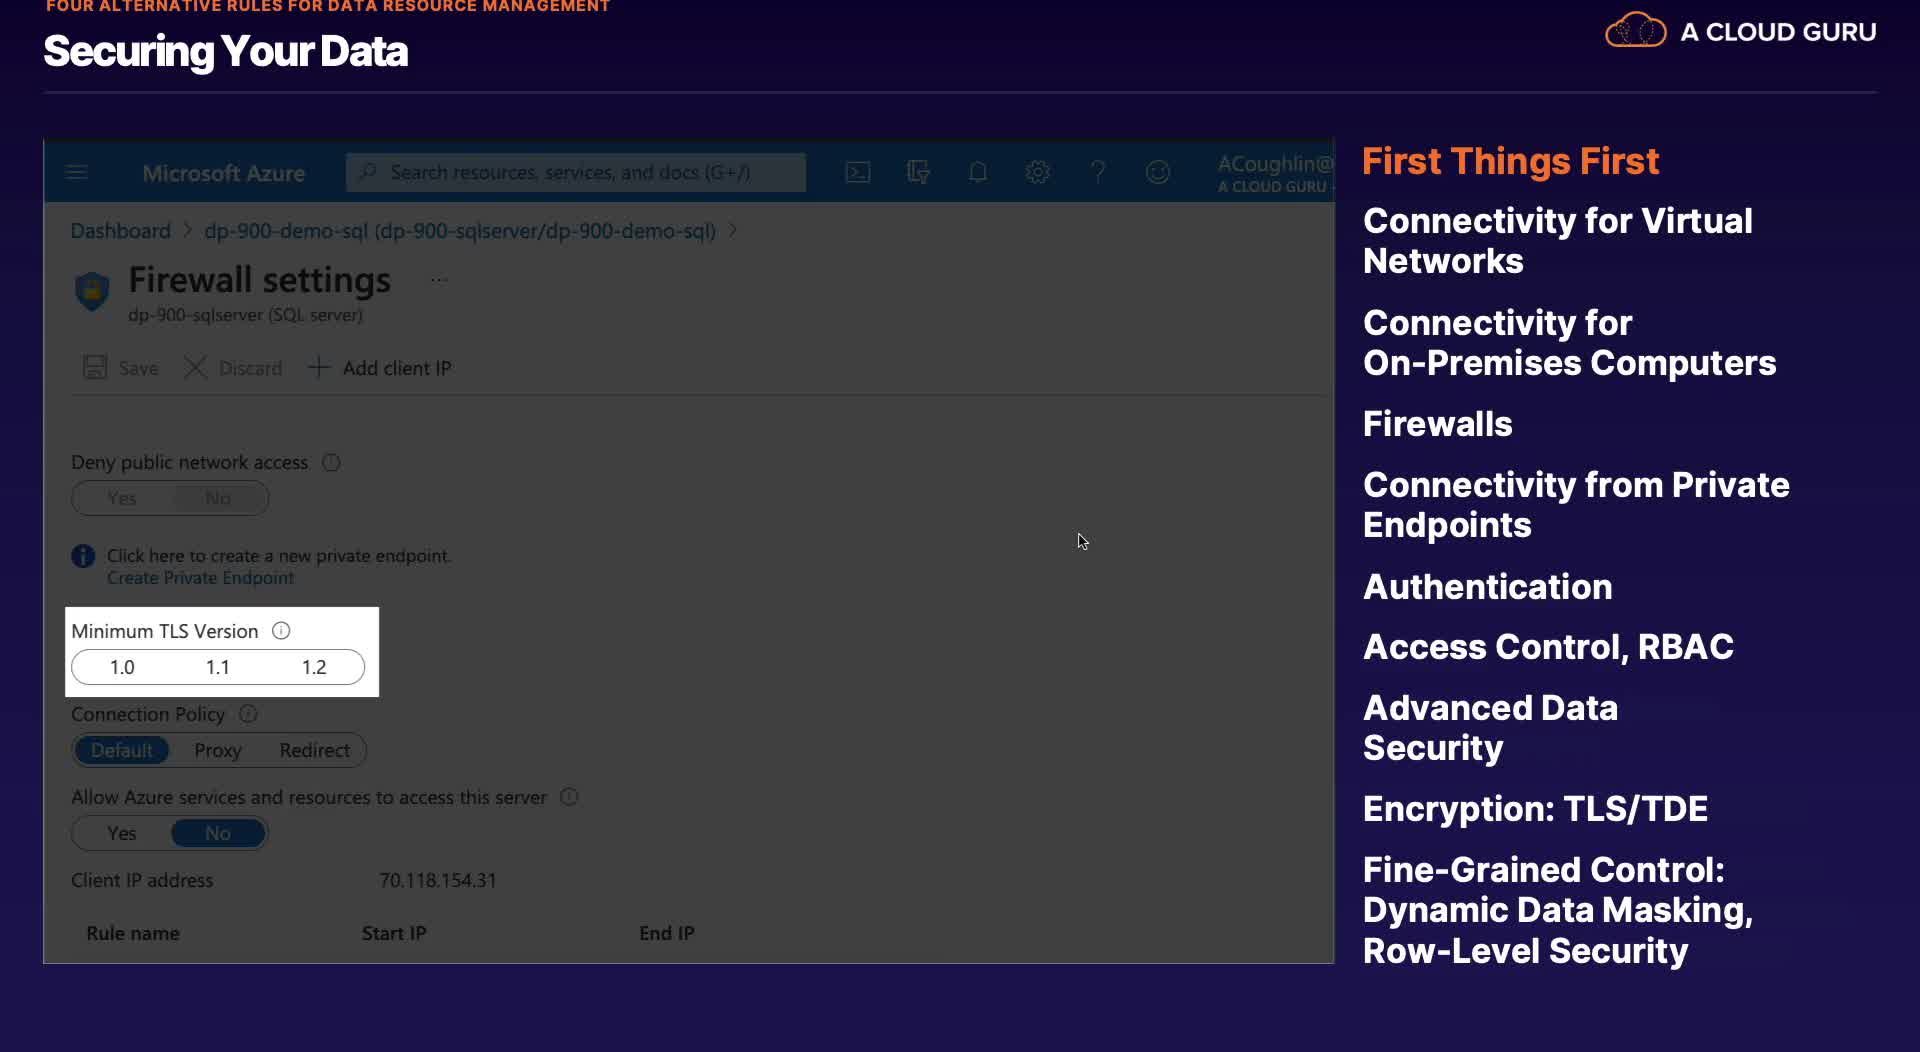 FOUR ALTERNATIVE RULES FOR DATA RESOURCE MANAGEMENT
Securing Your Data
A CLOUD GURU
Microsoft Azure
Search resources, services, and docs (G+/)
ACoughlin@
A CLOUD GURU -
Dashboard > dp-900-demo-sql (dp-900-sqlserver/dp-900-demo-sql) >
Firewall settings ...
dp-900-sqlserver (SQL server)
Save Discard + Add client IP
Deny public network access
Yes No
Click here to create a new private endpoint.
Create Private Endpoint
Minimum TLS Version
1.0 1.1 1.2
Connection Policy
Default Proxy Redirect
Allow Azure services and resources to access this server
Yes No
Client IP address 70.118.154.31
Rule name Start IP End IP
First Things First
Connectivity for Virtual
Networks
Connectivity for
On-Premises Computers
Firewalls
Connectivity from Private
Endpoints
Authentication
Access Control, RBAC
Advanced Data
Security
Encryption: TLS/TDE
Fine-Grained Control:
Dynamic Data Masking,
Row-Level Security